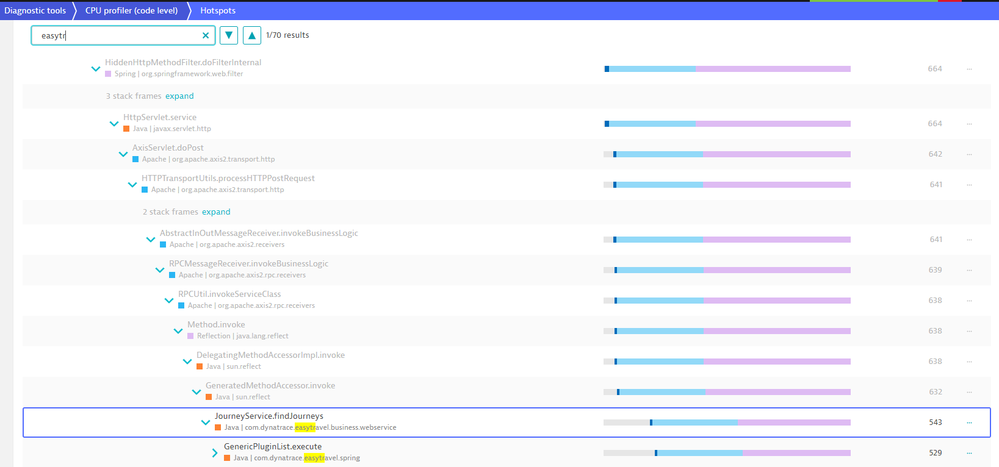 Diagnostic tools CPU profiler (code level) Hotspots
easytr 1/70 results
HiddenHttpMethodFilter.doFilterInternal
Spring | org.springframework.web.filter
664 ...
3 stack frames expand
HttpServlet.service
Java | javax.servlet.http
664 ...
AxisServlet.doPost
Apache | org.apache.axis2.transport.http
642 ...
HTTPTransportUtils.processHTTPPostRequest
Apache | org.apache.axis2.transport.http
641 ...
2 stack frames expand
AbstractInOutMessageReceiver.invokeBusinessLogic
Apache | org.apache.axis2.receivers
641 ...
RPCMessageReceiver.invokeBusinessLogic
Apache | org.apache.axis2.rpc.receivers
639 ...
RPCUtil.invokeServiceClass
Apache | org.apache.axis2.rpc.receivers
638 ...
Method.invoke
Reflection | java.lang.reflect
638 ...
DelegatingMethodAccessorImpl.invoke
Java | sun.reflect
638 ...
GeneratedMethodAccessor.invoke
Java | sun.reflect
632 ...
JourneyService.findJourneys
Java | com.dynatrace.easytravel.business.webservice
543 ...
GenericPluginList.execute
Java | com.dynatrace.easytravel.spring
529 ...